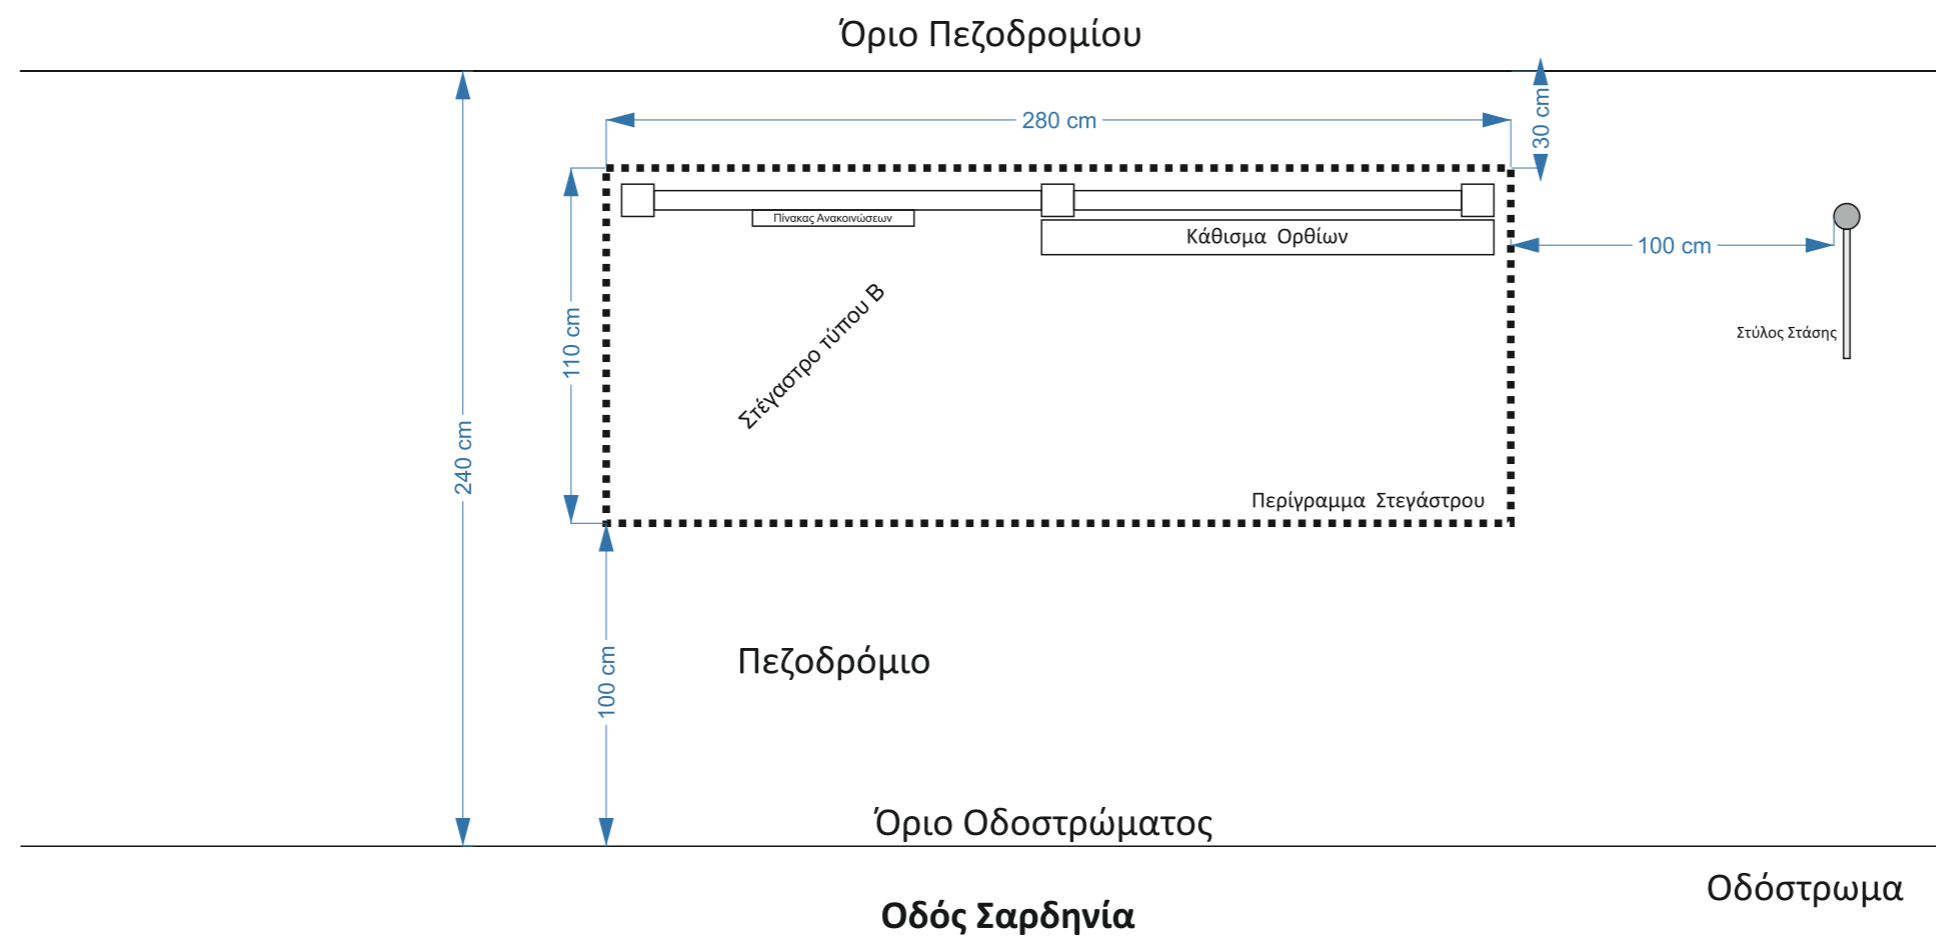 Όριο Πεζοδρομίου
280 cm
30 cm
Πίνακας Ανακοινώσεων
Κάθισμα Ορθίων
100 cm
Στέγαστρο τύπου Β
110 cm
Στύλος Στάσης
240 cm
Περίγραμμα Στεγάστρου
100 cm
Πεζοδρόμιο
Όριο Οδοστρώματος
Οδόστρωμα
Οδός Σαρδηνία